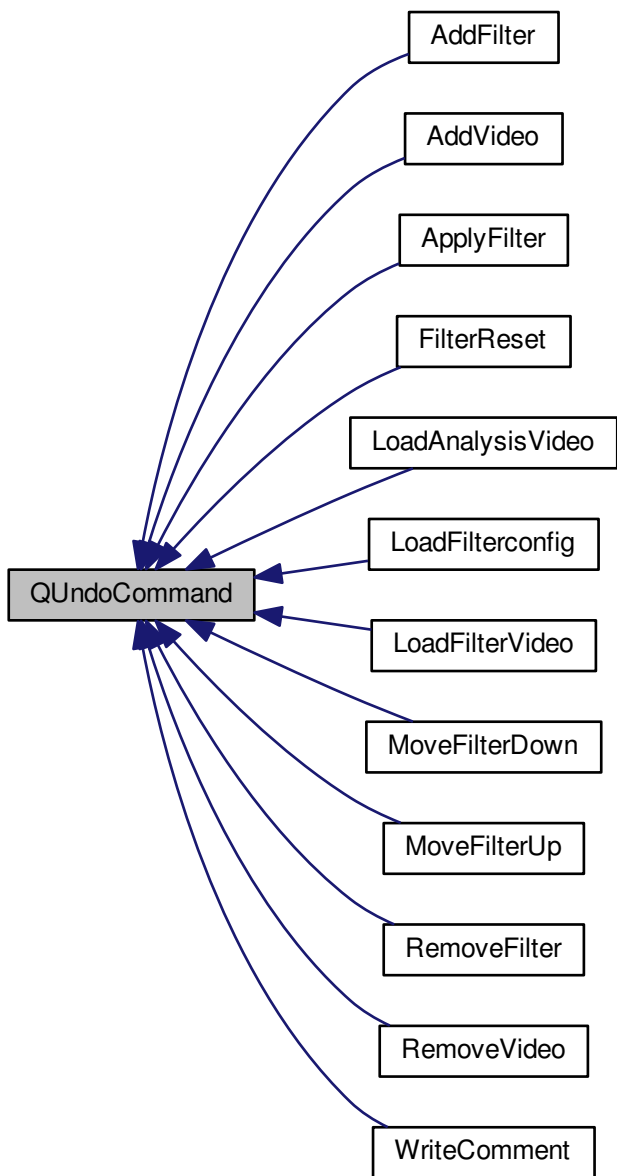 AddFilter
AddVideo
ApplyFilter
FilterReset
LoadAnalysisVideo
LoadFilterconfig
QUndoCommand
LoadFilterVideo
MoveFilterDown
MoveFilterUp
RemoveFilter
RemoveVideo
WriteComment